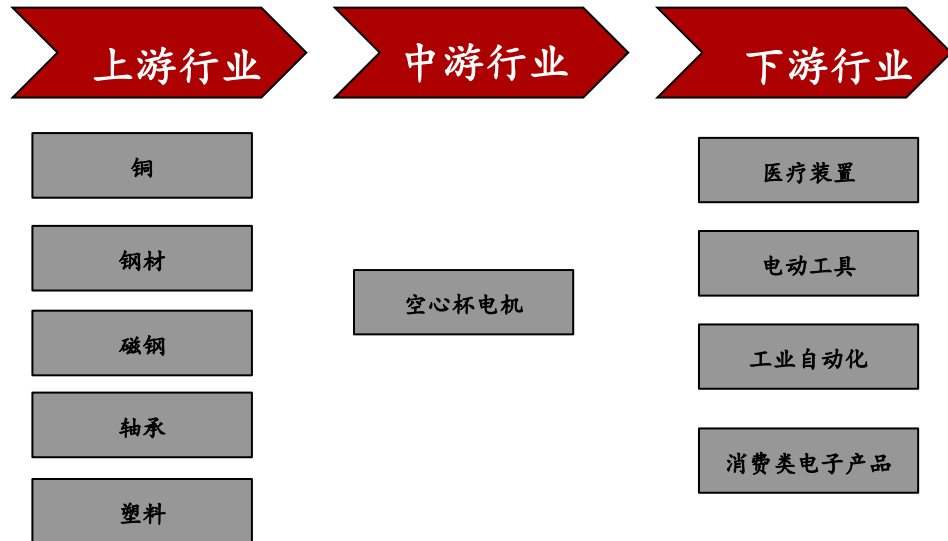 上游行业
中游行业
下游行业
铜
钢材
磁钢
轴承
塑料
空心杯电机
医疗装置
电动工具
工业自动化
消费类电子产品